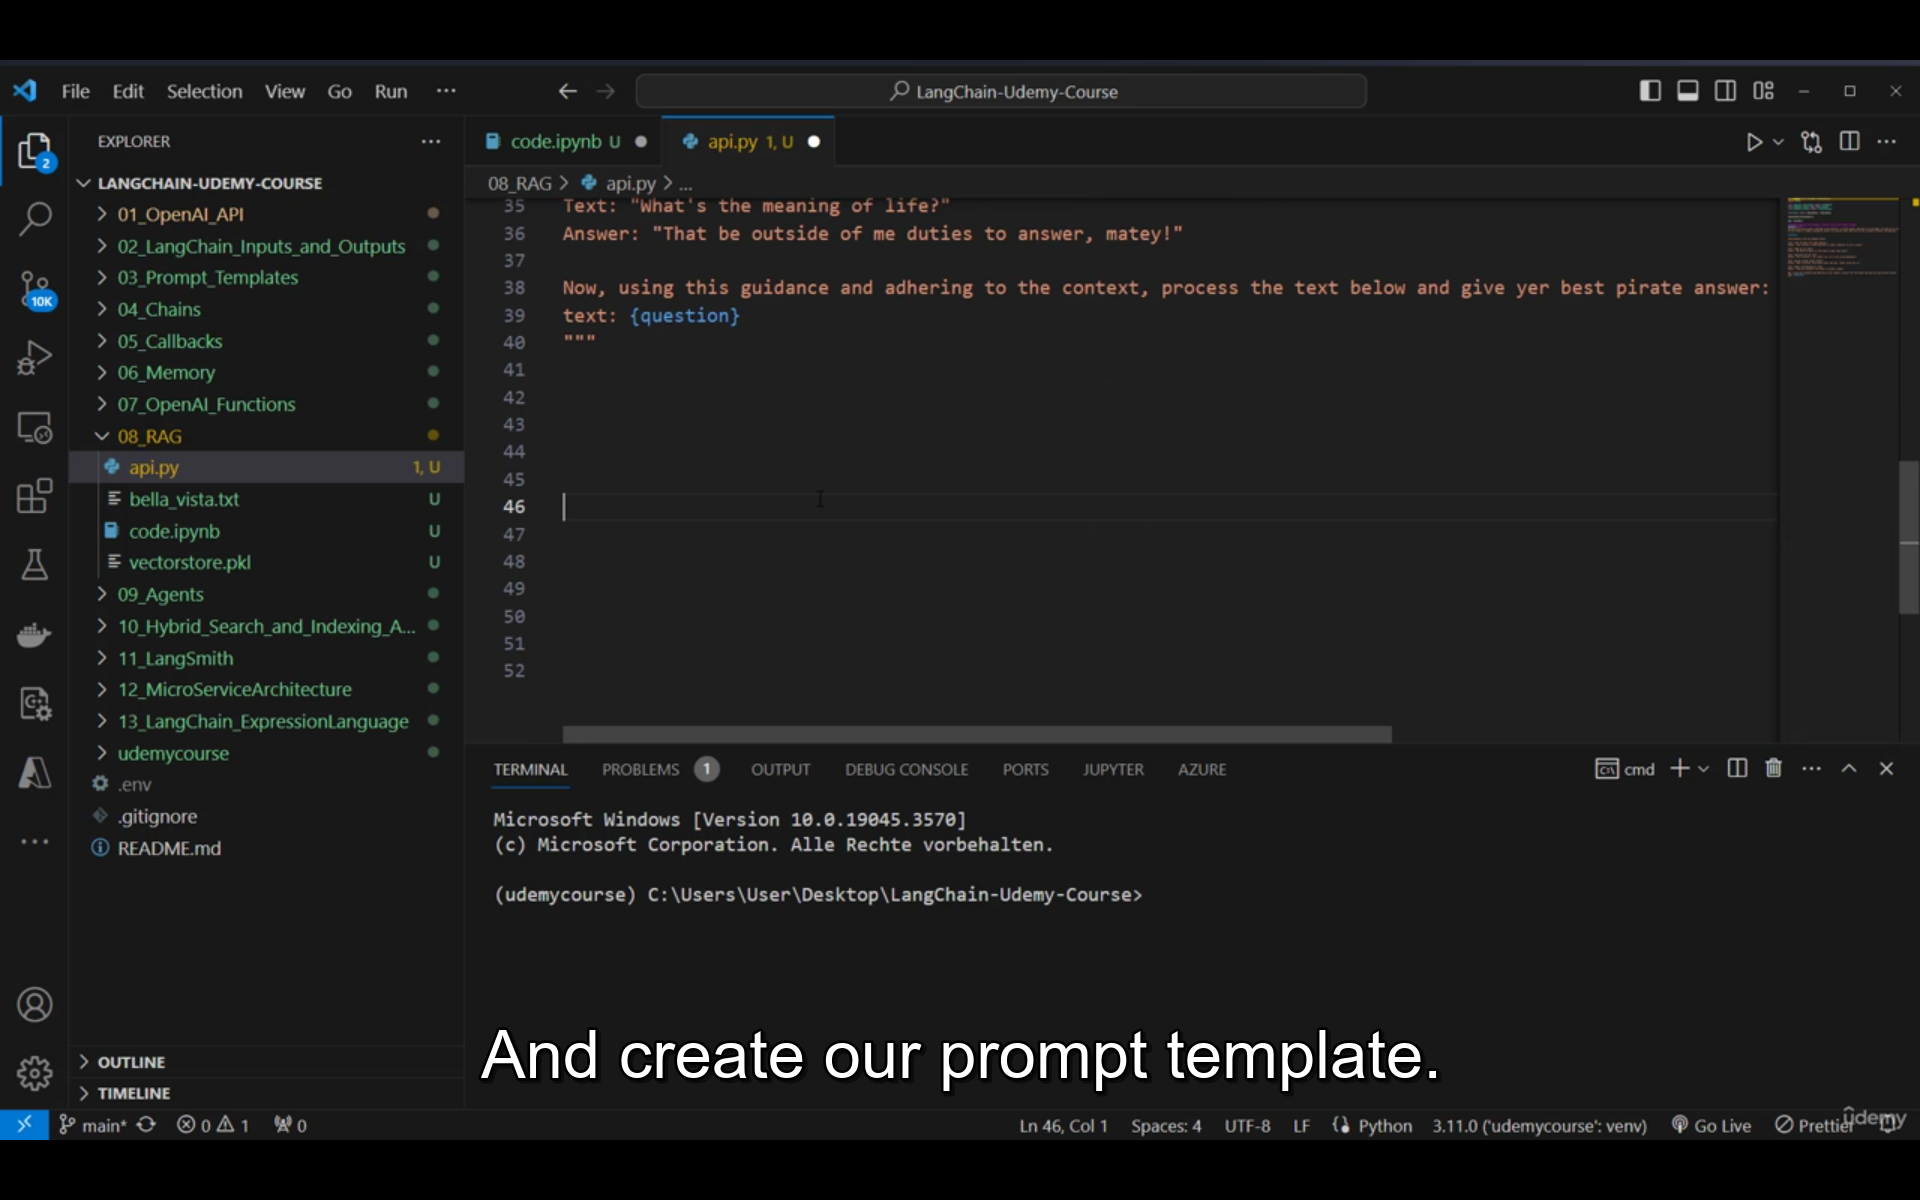 File Edit Selection View Go Run ···
LangChain-Udemy-Course
EXPLORER ···
2
LANGCHAIN-UDEMY-COURSE
01_OpenAI_API
02_LangChain_Inputs_and_Outputs
10K
03_Prompt_Templates
04_Chains
05_Callbacks
06_Memory
07_OpenAI_Functions
08_RAG
api.py 1, U
bella_vista.txt U
code.ipynb U
vectorstore.pkl U
09_Agents
10_Hybrid_Search_and_Indexing_A...
11_LangSmith
12_MicroServiceArchitecture
13_LangChain_ExpressionLanguage
udemycourse
.env
.gitignore
README.md
OUTLINE
TIMELINE
code.ipynb U
api.py 1, U
08_RAG > api.py > ...
35 Text: "What's the meaning of life?"
36 Answer: "That be outside of me duties to answer, matey!"
37
38 Now, using this guidance and adhering to the context, process the text below and give yer best pirate answer:
39 text: {question}
40 """
41
42
43
44
45
46
47
48
49
50
51
52
TERMINAL PROBLEMS 1 OUTPUT DEBUG CONSOLE PORTS JUPYTER AZURE
cmd
Microsoft Windows [Version 10.0.19045.3570]
(c) Microsoft Corporation. Alle Rechte vorbehalten.
(udemycourse) C:\Users\User\Desktop\LangChain-Udemy-Course>
And create our prompt template.
main* 0 1 0
Ln 46, Col 1 Spaces: 4 UTF-8 LF Python 3.11.0 ('udemycourse': venv) Go Live Prettier
udemy